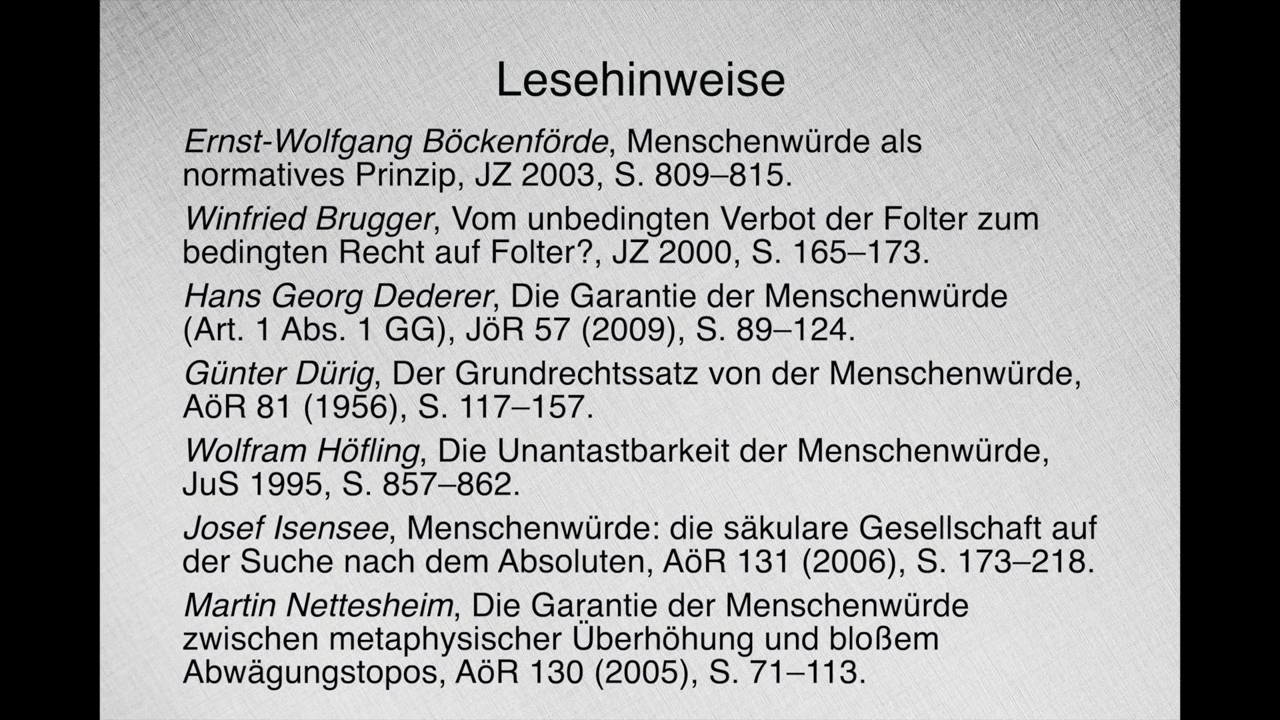 Lesehinweise
Ernst-Wolfgang Böckenförde, Menschenwürde als
normatives Prinzip, JZ 2003, S. 809–815.
Winfried Brugger, Vom unbedingten Verbot der Folter zum
bedingten Recht auf Folter?, JZ 2000, S. 165–173.
Hans Georg Dederer, Die Garantie der Menschenwürde
(Art. 1 Abs. 1 GG), JöR 57 (2009), S. 89–124.
Günter Dürig, Der Grundrechtssatz von der Menschenwürde,
AöR 81 (1956), S. 117–157.
Wolfram Höfling, Die Unantastbarkeit der Menschenwürde,
JuS 1995, S. 857–862.
Josef Isensee, Menschenwürde: die säkulare Gesellschaft auf
der Suche nach dem Absoluten, AöR 131 (2006), S. 173–218.
Martin Nettesheim, Die Garantie der Menschenwürde
zwischen metaphysischer Überhöhung und bloßem
Abwägungstopos, AöR 130 (2005), S. 71–113.